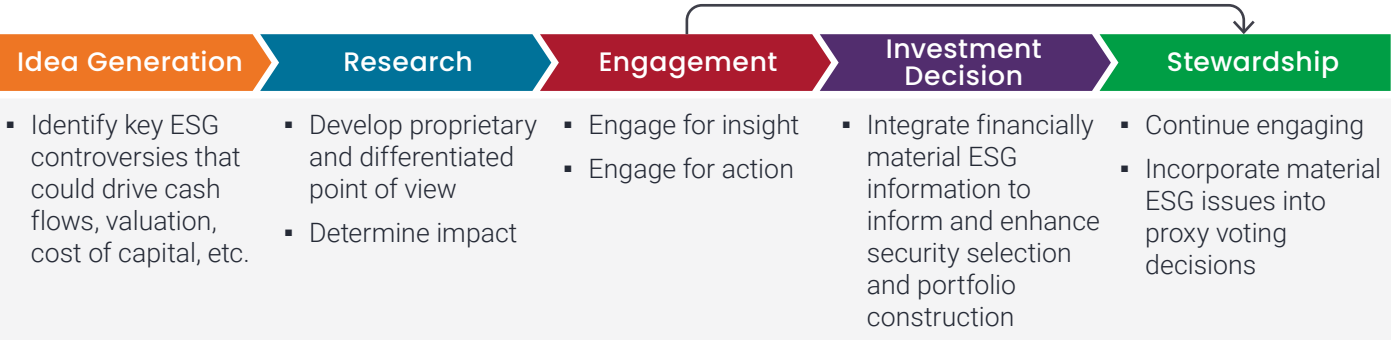 Idea Generation
Research
Engagement
Investment
Decision
Stewardship
▪ Identify key ESG
controversies that
could drive cash
flows, valuation,
cost of capital, etc.
▪ Develop proprietary
and differentiated
point of view
▪ Determine impact
▪ Engage for insight
▪ Engage for action
▪ Integrate financially
material ESG
information to
inform and enhance
security selection
and portfolio
construction
▪ Continue engaging
▪ Incorporate material
ESG issues into
proxy voting
decisions